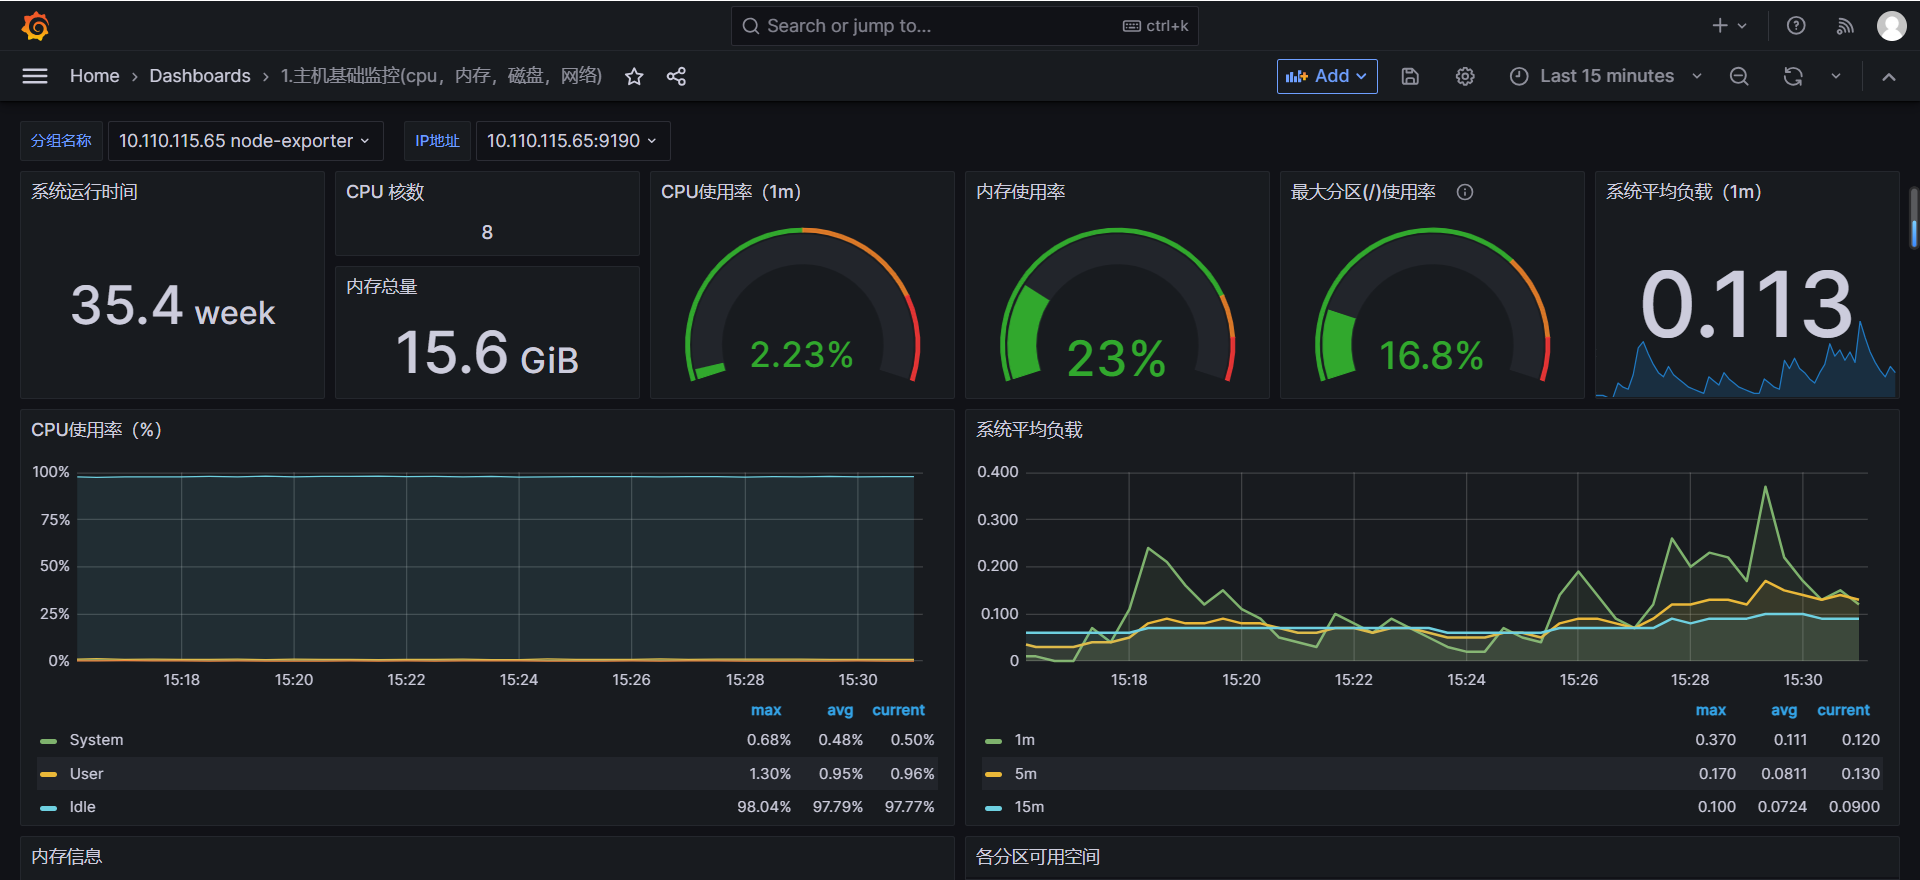 Search or jump to... ctrl+k
Home › Dashboards › 1.主机基础监控(cpu，内存，磁盘，网络)
Add
Last 15 minutes
分组名称 10.110.115.65 node-exporter IP地址 10.110.115.65:9190
系统运行时间
35.4 week
CPU 核数
8
内存总量
15.6 GiB
CPU使用率（1m）
2.23%
内存使用率
23%
最大分区(/)使用率
16.8%
系统平均负载（1m）
0.113
CPU使用率（%）
100%
75%
50%
25%
0%
15:18 15:20 15:22 15:24 15:26 15:28 15:30
max avg current
System 0.68% 0.48% 0.50%
User 1.30% 0.95% 0.96%
Idle 98.04% 97.79% 97.77%
系统平均负载
0.400
0.300
0.200
0.100
0
15:18 15:20 15:22 15:24 15:26 15:28 15:30
max avg current
1m 0.370 0.111 0.120
5m 0.170 0.0811 0.130
15m 0.100 0.0724 0.0900
内存信息
各分区可用空间